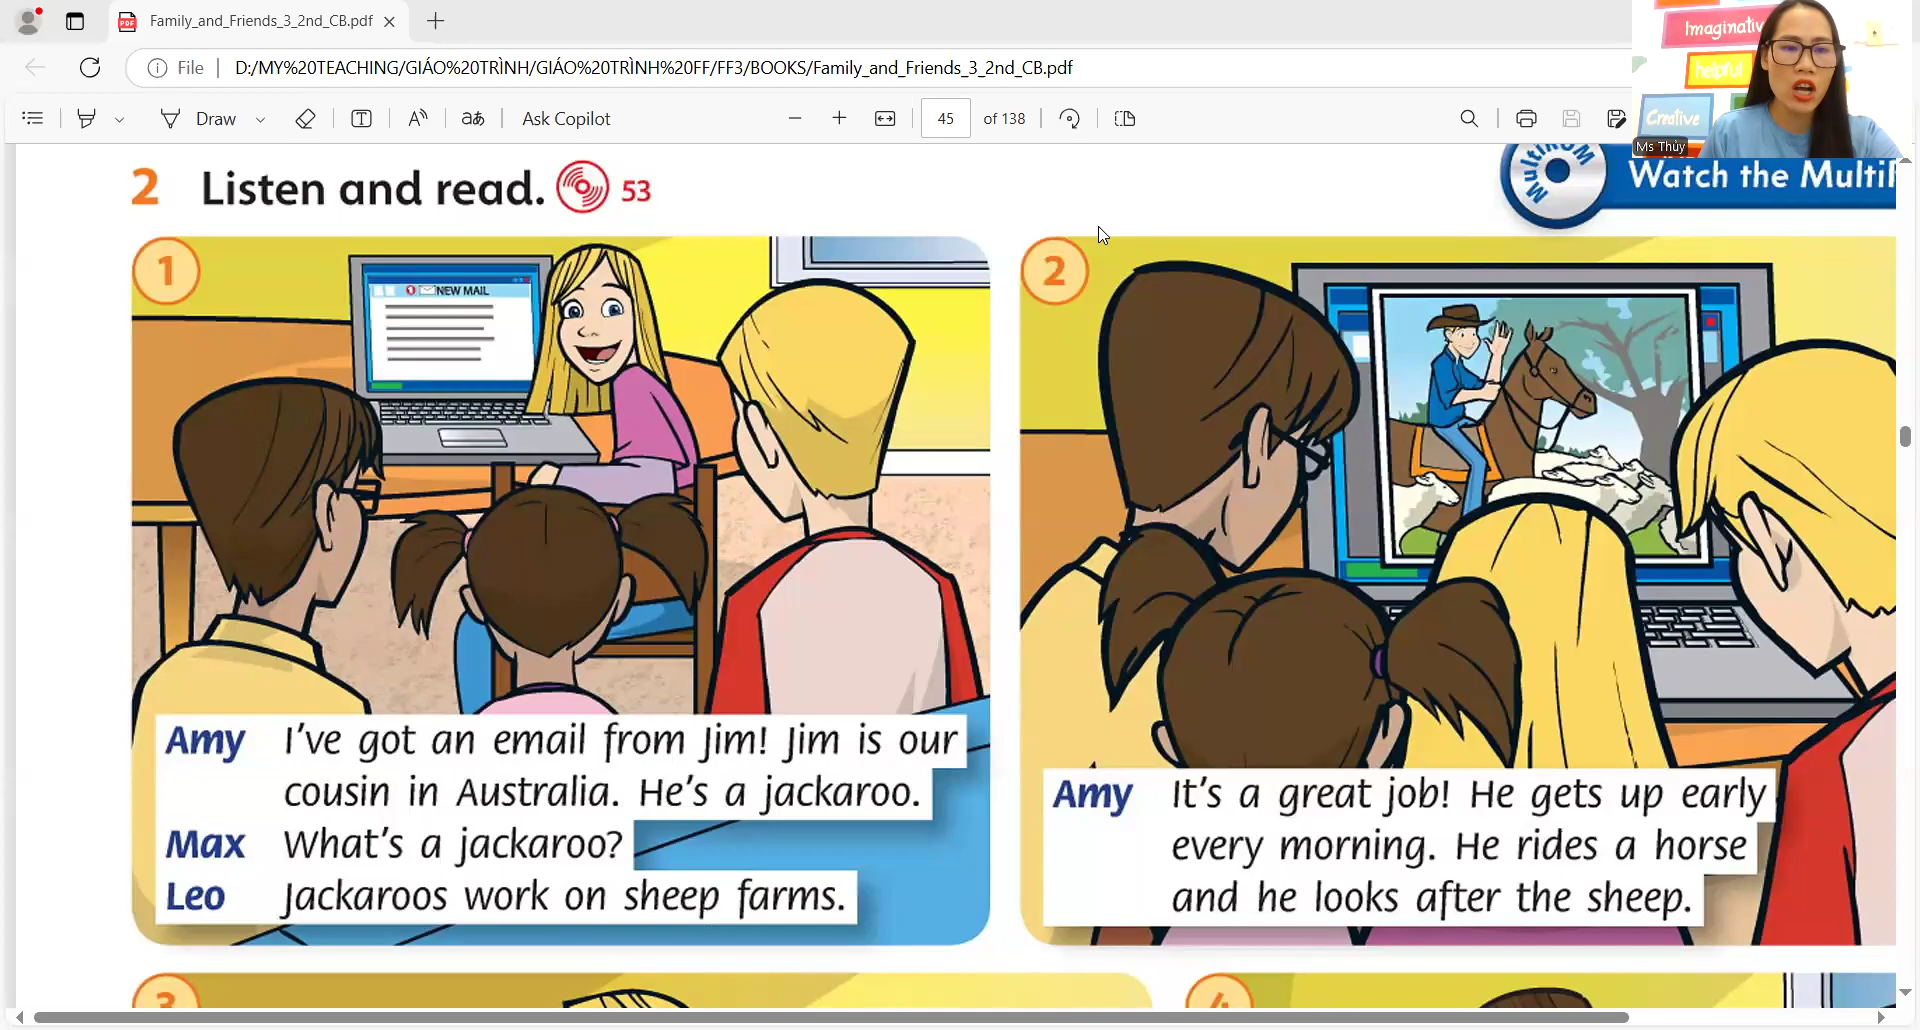 Family_and_Friends_3_2nd_CB.pdf
File
D:/MY%20TEACHING/GIÁO%20TRÌNH/GIÁO%20TRÌNH%20FF/FF3/BOOKS/Family_and_Friends_3_2nd_CB.pdf
Draw
Ask Copilot
45 of 138
Imaginativ
helpful
Creative
Ms Thùy
2 Listen and read. 53
MultiROM
Watch the Multi
1
NEW MAIL
Amy I've got an email from Jim! Jim is our
cousin in Australia. He's a jackaroo.
Max What's a jackaroo?
Leo Jackaroos work on sheep farms.
2
Amy It's a great job! He gets up early
every morning. He rides a horse
and he looks after the sheep.
3
4